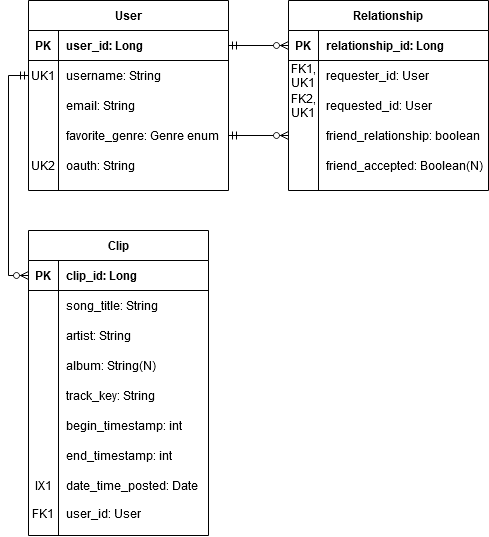 User
PK user_id: Long
UK1 username: String
email: String
favorite_genre: Genre enum
UK2 oauth: String
Relationship
PK relationship_id: Long
FK1, UK1 requester_id: User
FK2, UK1 requested_id: User
friend_relationship: boolean
friend_accepted: Boolean(N)
Clip
PK clip_id: Long
song_title: String
artist: String
album: String(N)
track_key: String
begin_timestamp: int
end_timestamp: int
IX1 date_time_posted: Date
FK1 user_id: User